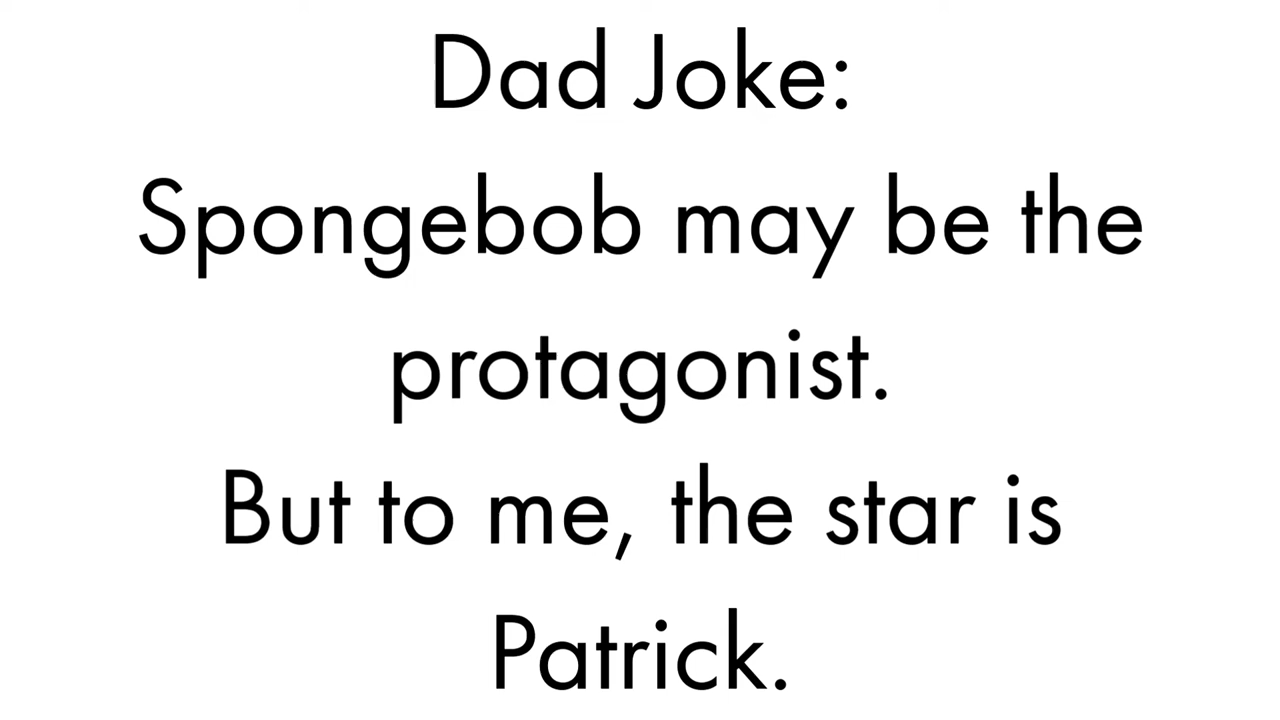 Dad Joke:
Spongebob may be the
protagonist.
But to me, the star is
Patrick.